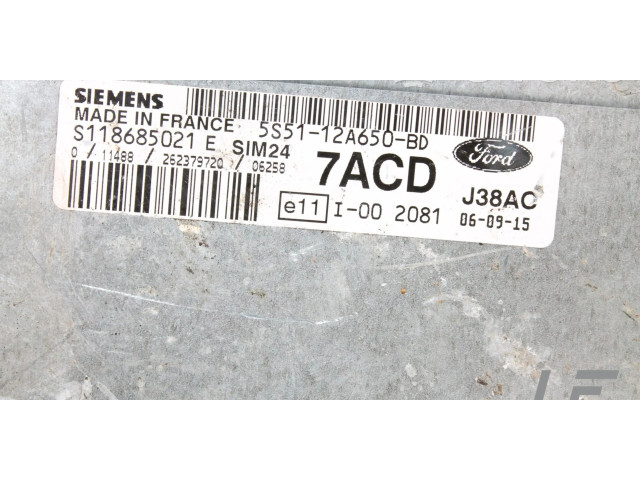 SIEMENS
MADE IN FRANCE: 5S51-12A650-BD
S118685021 E SIM24
0 / 11488 / 262379720 / 06258
7ACD
Ford
J38AC
e11 I-00 2081 06-09-15
LF